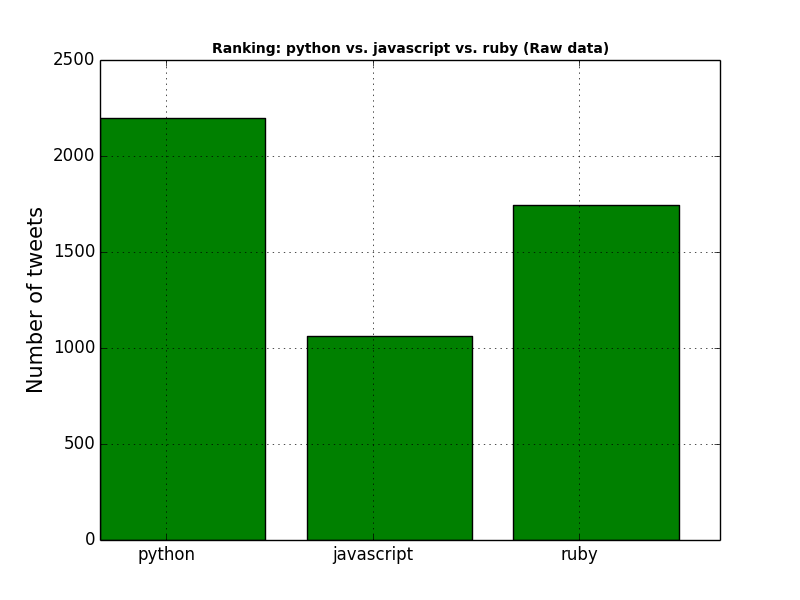 Ranking: python vs. javascript vs. ruby (Raw data)
2500
2000
1500
1000
500
0
Number of tweets
python
javascript
ruby